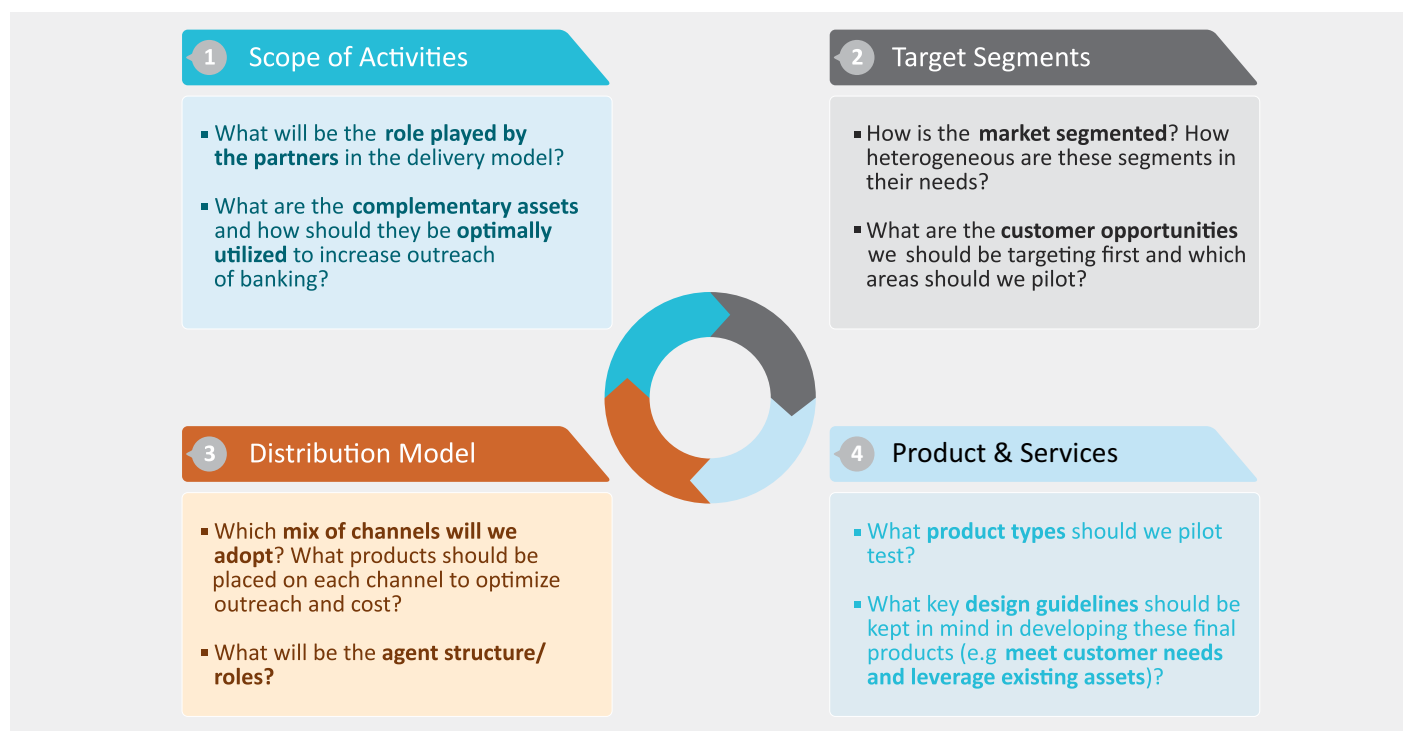 1 Scope of Activities
▪ What will be the role played by
the partners in the delivery model?
▪ What are the complementary assets
and how should they be optimally
utilized to increase outreach
of banking?
2 Target Segments
▪ How is the market segmented? How
heterogeneous are these segments in
their needs?
▪ What are the customer opportunities
we should be targeting first and which
areas should we pilot?
3 Distribution Model
▪ Which mix of channels will we
adopt? What products should be
placed on each channel to optimize
outreach and cost?
▪ What will be the agent structure/
roles?
4 Product & Services
▪ What product types should we pilot
test?
▪ What key design guidelines should be
kept in mind in developing these final
products (e.g meet customer needs
and leverage existing assets)?